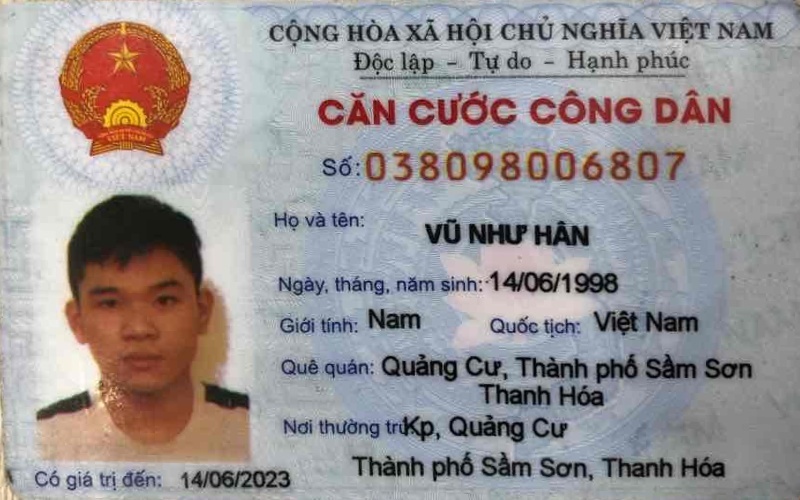 CỘNG HÒA XÃ HỘI CHỦ NGHĨA VIỆT NAM
Độc lập - Tự do - Hạnh phúc
CĂN CƯỚC CÔNG DÂN
Số: 038098006807
Họ và tên: VŨ NHƯ HÂN
Ngày, tháng, năm sinh: 14/06/1998
Giới tính: Nam Quốc tịch: Việt Nam
Quê quán: Quảng Cư, Thành phố Sầm Sơn
Thanh Hóa
Nơi thường trú: Kp, Quảng Cư
Thành phố Sầm Sơn, Thanh Hóa
Có giá trị đến: 14/06/2023
VIỆT NAM